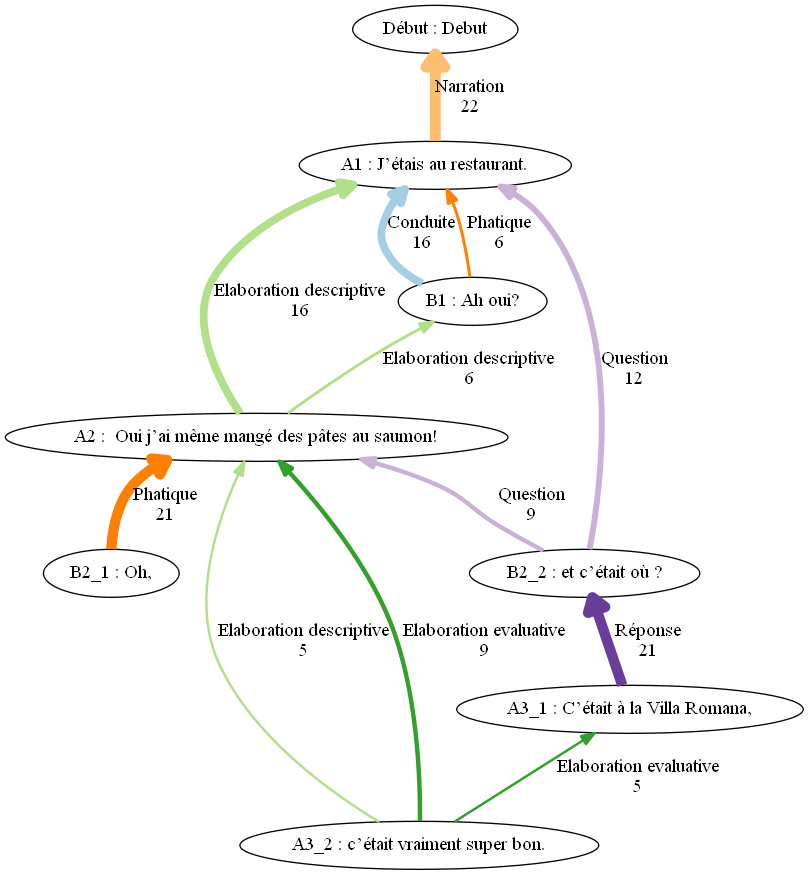 Début : Debut
Narration
22
A1 : J’étais au restaurant.
Conduite
16
Phatique
6
Elaboration descriptive
16
B1 : Ah oui?
Elaboration descriptive
6
Question
12
A2 :  Oui j’ai même mangé des pâtes au saumon!
Phatique
21
Question
9
B2_1 : Oh,
B2_2 : et c’était où ?
Elaboration descriptive
5
Elaboration evaluative
9
Réponse
21
A3_1 : C’était à la Villa Romana,
Elaboration evaluative
5
A3_2 : c’était vraiment super bon.